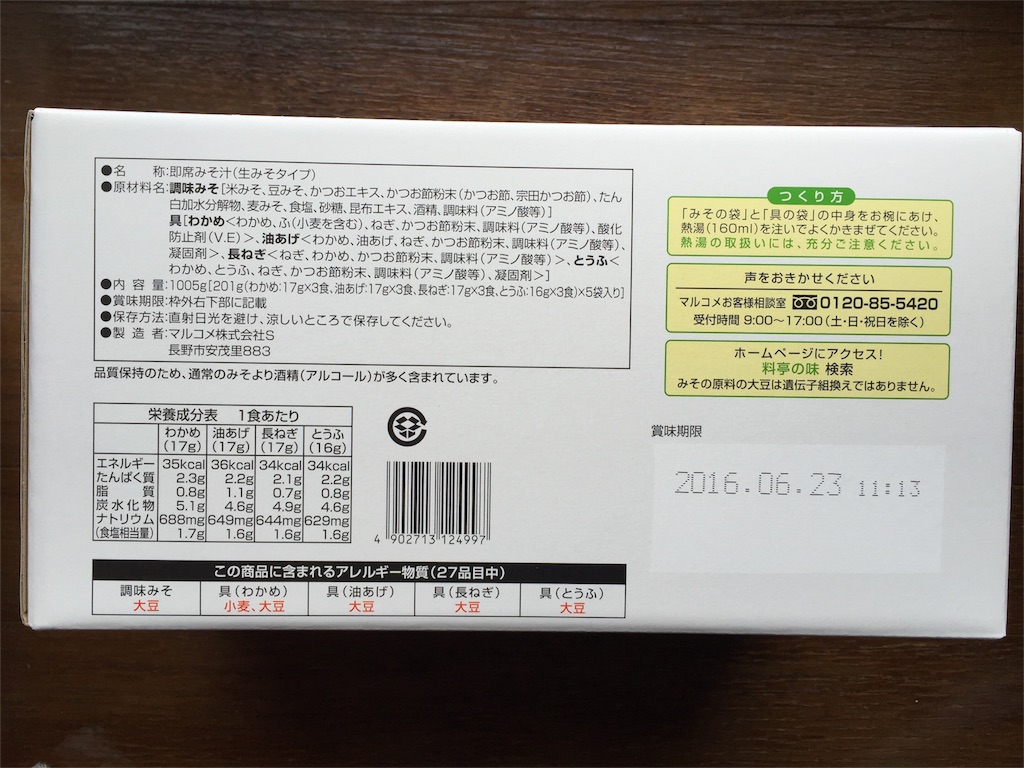 ●名　　称:即席みそ汁(生みそタイプ)
●原材料名:調味みそ[米みそ、豆みそ、かつおエキス、かつお節粉末(かつお節、宗田かつお節)、たん
白加水分解物、麦みそ、食塩、砂糖、昆布エキス、酒精、調味料(アミノ酸等)]
具[わかめ<わかめ、ふ(小麦を含む)、ねぎ、かつお節粉末、調味料(アミノ酸等)、酸化
防止剤(V.E)>、油あげ<わかめ、油あげ、ねぎ、かつお節粉末、調味料(アミノ酸等)、
凝固剤>、長ねぎ<ねぎ、わかめ、かつお節粉末、調味料(アミノ酸等)>、とうふ<
わかめ、とうふ、ねぎ、かつお節粉末、調味料(アミノ酸等)、凝固剤>]
●内 容 量:1005g[201g(わかめ:17g×3食、油あげ:17g×3食、長ねぎ:17g×3食、とうふ:16g×3食)×5袋入り]
●賞味期限:枠外右下部に記載
●保存方法:直射日光を避け、涼しいところで保存してください。
●製 造 者:マルコメ株式会社S
長野市安茂里883
品質保持のため、通常のみそより酒精(アルコール)が多く含まれています。
つくり方
「みその袋」と「具の袋」の中身をお椀にあけ、
熱湯(160ml)を注いでよくかきまぜてください。
熱湯の取扱いには、充分ご注意ください。
声をおきかせください
マルコメお客様相談室 0120-85-5420
受付時間 9:00〜17:00(土・日・祝日を除く)
ホームページにアクセス!
料亭の味 検索
みその原料の大豆は遺伝子組換えではありません。
賞味期限
2016.06.23 11:13
栄養成分表 1食あたり
わかめ 油あげ 長ねぎ とうふ
(17g) (17g) (17g) (16g)
エネルギー 35kcal 36kcal 34kcal 34kcal
たんぱく質 2.3g 2.2g 2.1g 2.2g
脂　　質 0.8g 1.1g 0.7g 0.8g
炭水化物 5.1g 4.6g 4.9g 4.6g
ナトリウム 688mg 649mg 644mg 629mg
(食塩相当量) 1.7g 1.6g 1.6g 1.6g
4 902713 124997
この商品に含まれるアレルギー物質(27品目中)
調味みそ 具(わかめ) 具(油あげ) 具(長ねぎ) 具(とうふ)
大豆 小麦、大豆 大豆 大豆 大豆